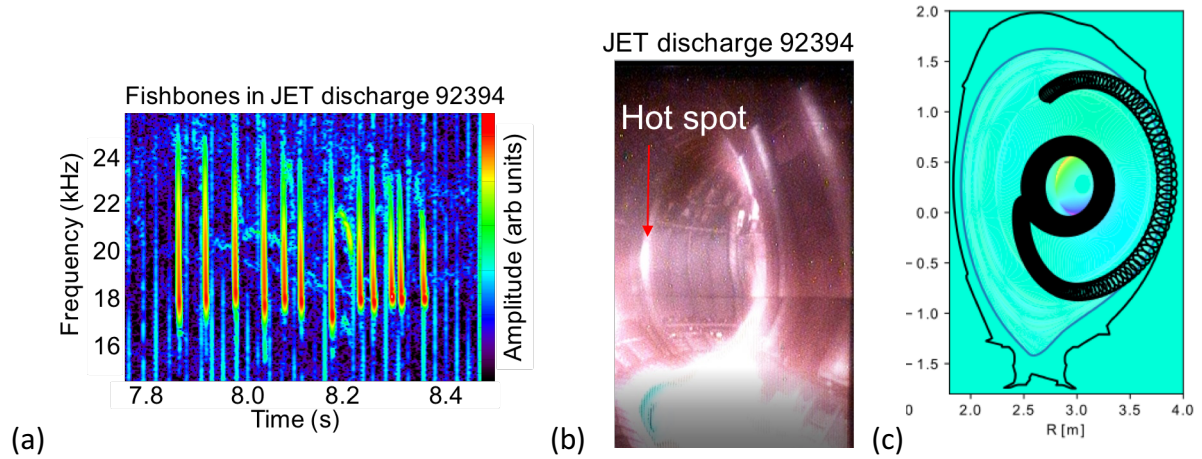 Fishbones in JET discharge 92394
Frequency (kHz)
24
22
20
18
16
7.8 8.0 8.2 8.4
Time (s)
Amplitude (arb units)
(a)
JET discharge 92394
Hot spot
(b)
2.0
1.5
1.0
0.5
0.0
− 0.5
− 1.0
− 1.5
0 2.0 2.5 3.0 3.5 4.0
R [m]
(c)